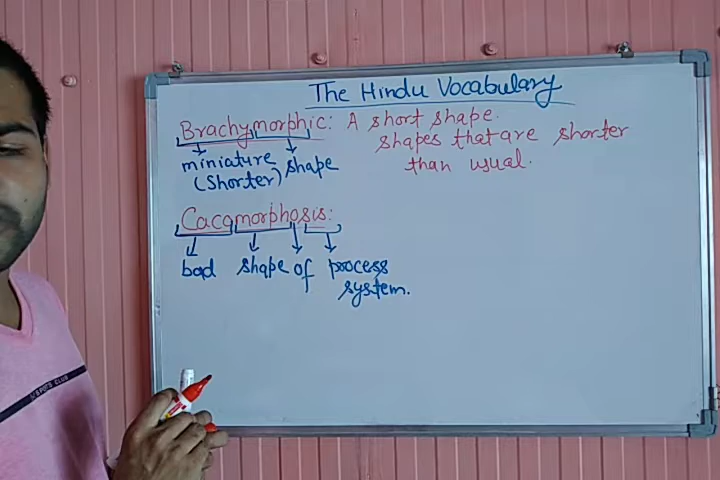 The Hindu Vocabulary
Brachymorphic: A short shape.
shapes that are shorter
than usual.
miniature shape
(Shorter)
Cacamorphosis:
bad shape of process
system.